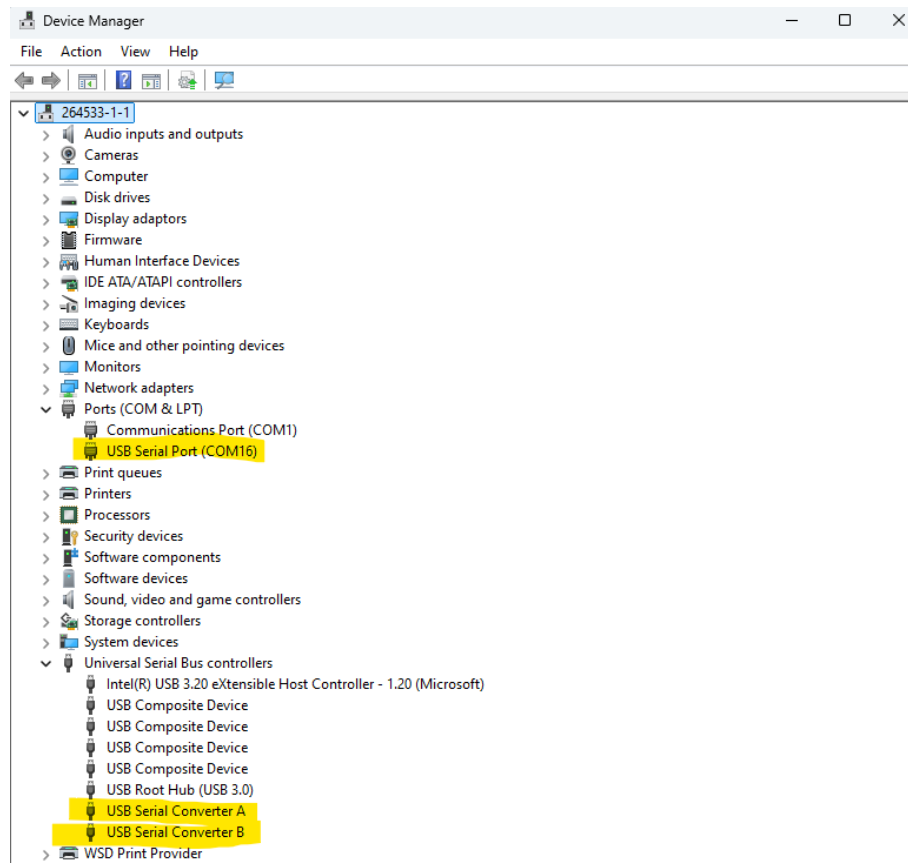 Device Manager
File Action View Help
264533-1-1
Audio inputs and outputs
Cameras
Computer
Disk drives
Display adaptors
Firmware
Human Interface Devices
IDE ATA/ATAPI controllers
Imaging devices
Keyboards
Mice and other pointing devices
Monitors
Network adapters
Ports (COM & LPT)
Communications Port (COM1)
USB Serial Port (COM16)
Print queues
Printers
Processors
Security devices
Software components
Software devices
Sound, video and game controllers
Storage controllers
System devices
Universal Serial Bus controllers
Intel(R) USB 3.20 eXtensible Host Controller - 1.20 (Microsoft)
USB Composite Device
USB Composite Device
USB Composite Device
USB Composite Device
USB Root Hub (USB 3.0)
USB Serial Converter A
USB Serial Converter B
WSD Print Provider